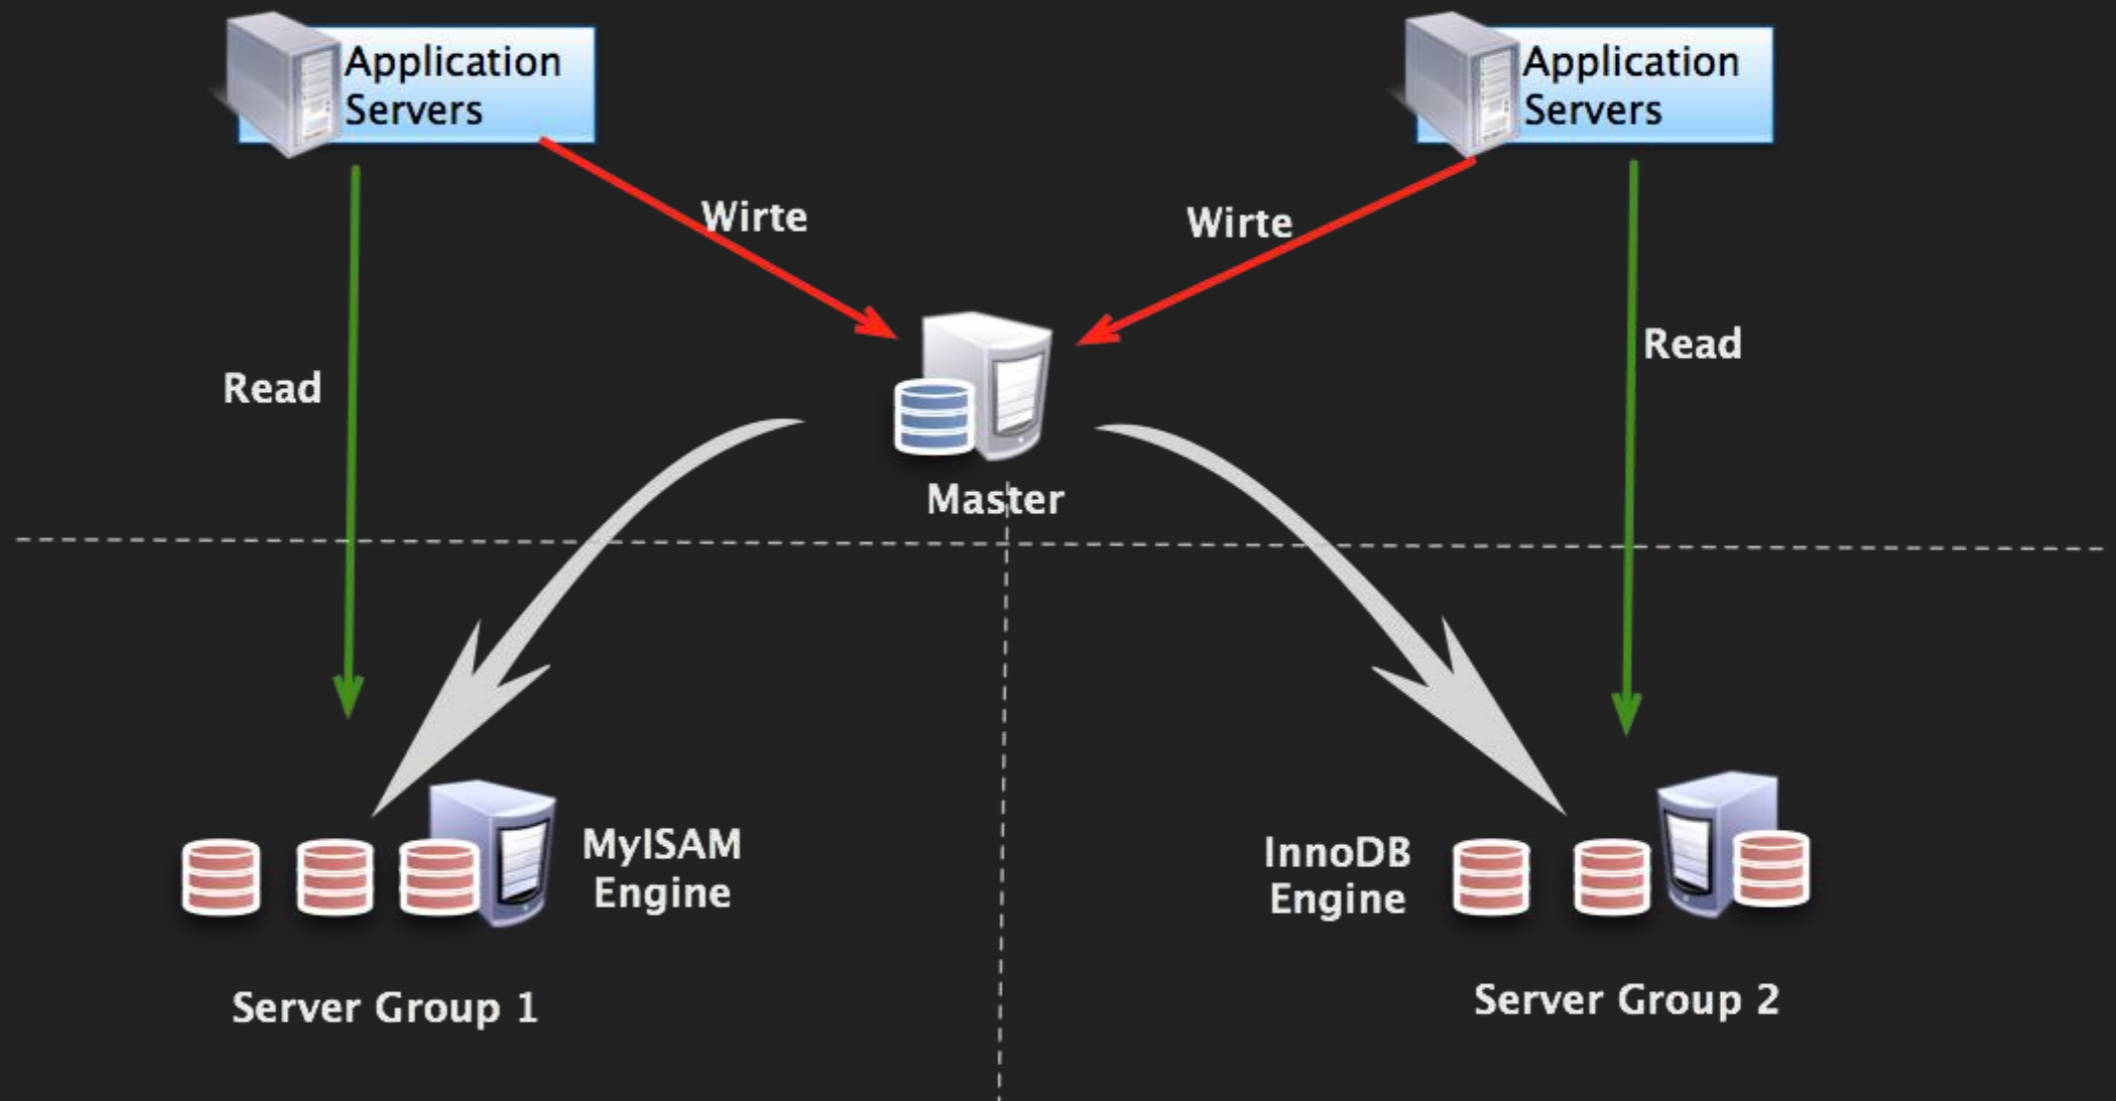 Application
Servers
Application
Servers
Wirte
Wirte
Read
Read
Master
MyISAM
Engine
InnoDB
Engine
Server Group 1
Server Group 2